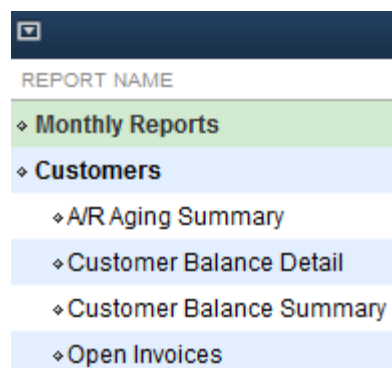 REPORT NAME
Monthly Reports
Customers
A/R Aging Summary
Customer Balance Detail
Customer Balance Summary
Open Invoices